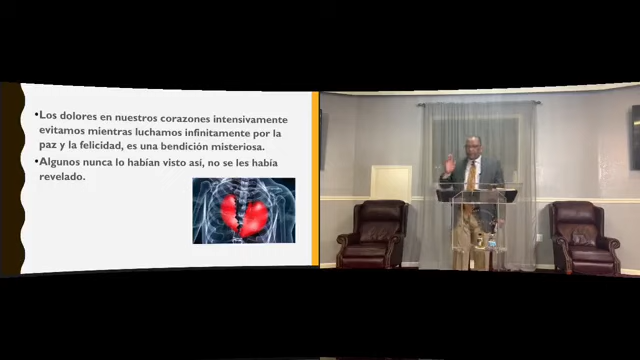 •Los dolores en nuestros corazones intensivamente
evitamos mientras luchamos infinitamente por la
paz y la felicidad, es una bendición misteriosa.
•Algunos nunca lo habían visto así, no se les había
revelado.